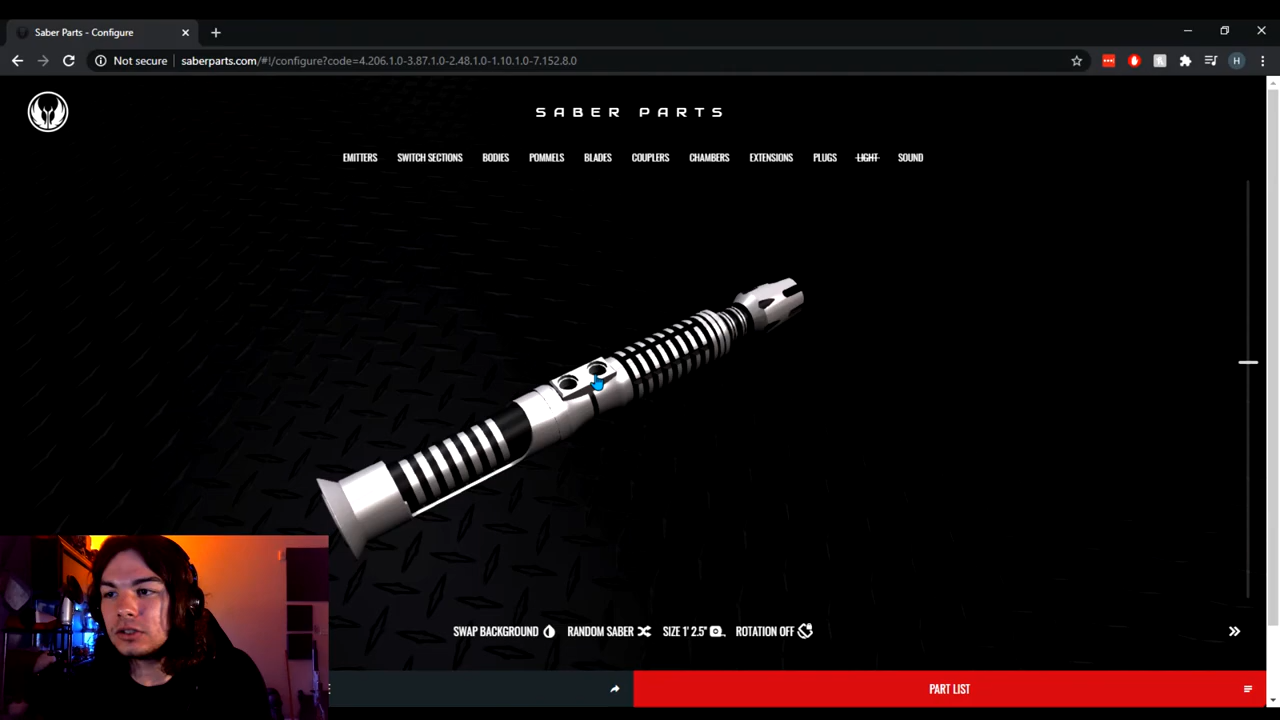 Saber Parts - Configure
Not secure saberparts.com/#!/configure?code=4.206.1.0-3.87.1.0-2.48.1.0-1.10.1.0-7.152.8.0
H
SABER PARTS
EMITTERS SWITCH SECTIONS BODIES POMMELS BLADES COUPLERS CHAMBERS EXTENSIONS PLUGS LIGHT SOUND
SWAP BACKGROUND RANDOM SABER SIZE 1' 2.5" ROTATION OFF
PART LIST